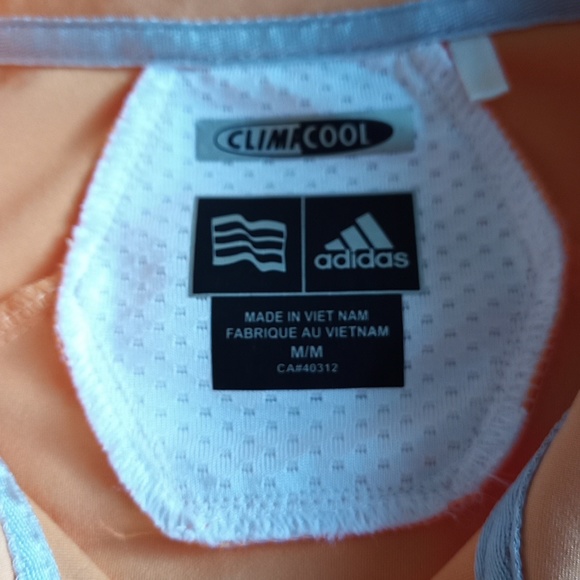 CLIMACOOL
adidas
MADE IN VIET NAM
FABRIQUE AU VIETNAM
M/M
CA#40312